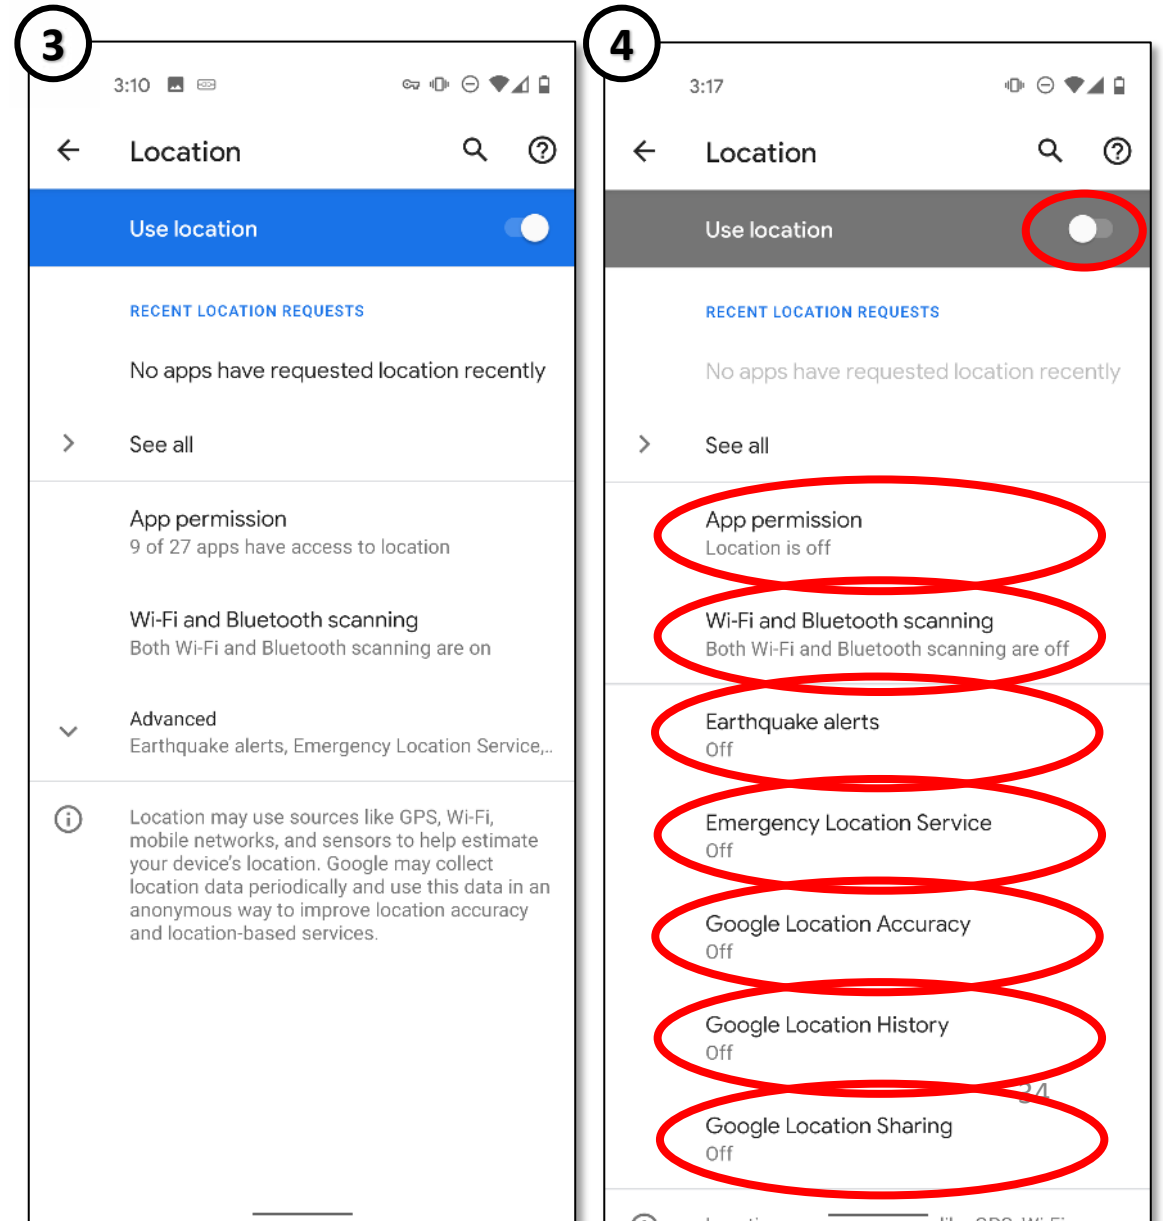 3
3:10
Location
Use location
RECENT LOCATION REQUESTS
No apps have requested location recently
See all
App permission
9 of 27 apps have access to location
Wi-Fi and Bluetooth scanning
Both Wi-Fi and Bluetooth scanning are on
Advanced
Earthquake alerts, Emergency Location Service,..
Location may use sources like GPS, Wi-Fi,
mobile networks, and sensors to help estimate
your device's location. Google may collect
location data periodically and use this data in an
anonymous way to improve location accuracy
and location-based services.
4
3:17
Location
Use location
RECENT LOCATION REQUESTS
No apps have requested location recently
See all
App permission
Location is off
Wi-Fi and Bluetooth scanning
Both Wi-Fi and Bluetooth scanning are off
Earthquake alerts
Off
Emergency Location Service
Off
Google Location Accuracy
Off
Google Location History
Off
34
Google Location Sharing
Off